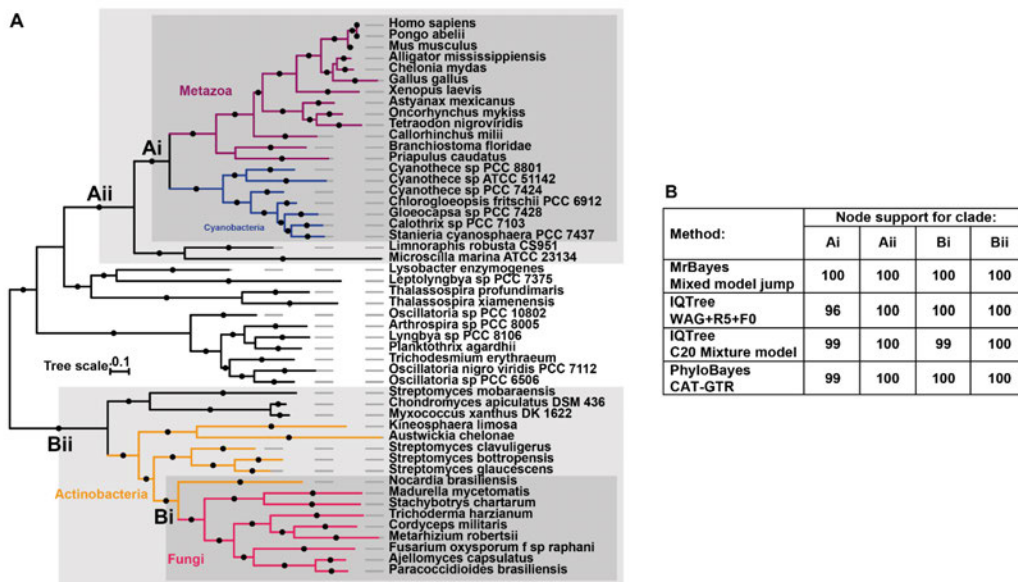 A
Homo sapiens
Pongo abelii
Mus musculus
Alligator mississippiensis
Chelonia mydas
Gallus gallus
Xenopus laevis
Astyanax mexicanus
Oncorhynchus mykiss
Tetraodon nigroviridis
Callorhinchus milii
Branchiostoma floridae
Priapulus caudatus
Cyanothece sp PCC 8801
Cyanothece sp ATCC 51142
Cyanothece sp PCC 7424
Chlorogloeopsis fritschii PCC 6912
Gloeocapsa sp PCC 7428
Calothrix sp PCC 7103
Stanieria cyanosphaera PCC 7437
Limnoraphis robusta CS951
Microscilla marina ATCC 23134
Lysobacter enzymogenes
Leptolyngbya sp PCC 7375
Thalassospira profundimaris
Thalassospira xiamenensis
Oscillatoria sp PCC 10802
Arthrospira sp PCC 8005
Lyngbya sp PCC 8106
Planktothrix agardhii
Trichodesmium erythraeum
Oscillatoria nigro viridis PCC 7112
Oscillatoria sp PCC 6506
Streptomyces mobaraensis
Chondromyces apiculatus DSM 436
Myxococcus xanthus DK 1622
Kineosphaera limosa
Austwickia chelonae
Streptomyces clavuligerus
Streptomyces bottropensis
Streptomyces glaucescens
Nocardia brasiliensis
Madurella mycetomatis
Stachybotrys chartarum
Trichoderma harzianum
Cordyceps militaris
Metarhizium robertsii
Fusarium oxysporum f sp raphani
Ajellomyces capsulatus
Paracoccidioides brasiliensis
Metazoa
Ai
Aii
Cyanobacteria
Tree scale: 0.1
Bii
Actinobacteria
Bi
Fungi
B
Method: Node support for clade:
Ai Aii Bi Bii
MrBayes
Mixed model jump 100 100 100 100
IQTree
WAG+R5+F0 96 100 100 100
IQTree
C20 Mixture model 99 100 99 100
PhyloBayes
CAT-GTR 99 100 100 100